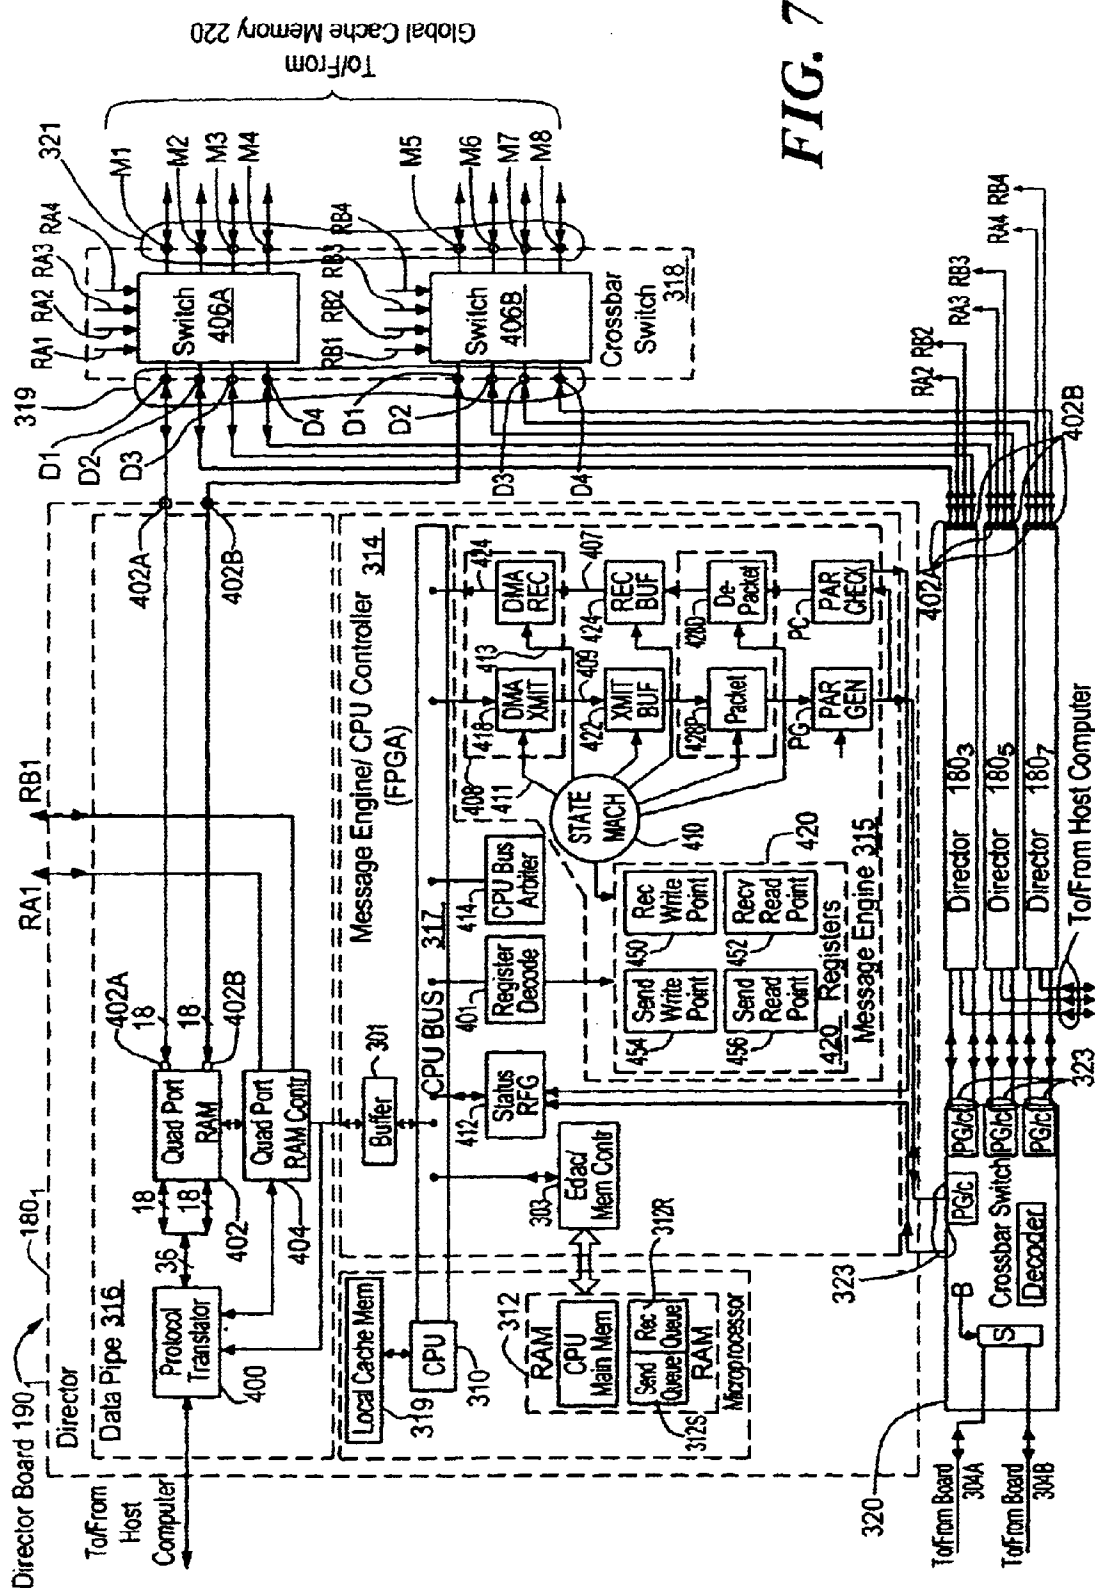 Director Board 190₁
180₁
Director
Data Pipe 316
To/From
Host
Computer
Protocol
Translator
400
36
18
18
Quad Port
RAM
402
402A
402B
18
18
Quad Port
RAM Contr
404
RA1
RB1
402A
402B
Message Engine/ CPU Controller
(FPGA)
314
Buffer
301
CPU BUS
317
Local Cache Mem
319
CPU
310
RAM
312
CPU
Main Mem
Send
Queue
Rec
Queue
312S
312R
RAM
Microprocessor
303
Edac/
Mem Contr
412
Status
RFG
401
Register
Decode
414
CPU Bus
Arbiter
STATE
MACH
410
411
408
418
DMA
XMIT
413
DMA
REC
424
409
407
422
XMIT
BUF
424
REC
BUF
428P
Packet
428D
De-
Packet
PG
PAR
GEN
PC
PAR
CHECK
454
Send
Write
Point
450
Rec
Write
Point
456
Send
Read
Point
452
Recv
Read
Point
420
420 Registers
Message Engine 315
D1
D2
D3
D4
D1
D2
D3
D4
319
RA1
RA2
RA3
RA4
Switch
406A
RB1
RB2
RB3
RB4
Switch
406B
Crossbar
Switch
318
321
M1
M2
M3
M4
M5
M6
M7
M8
To/From
Global Cache Memory 220
320
To/From Board
304A
To/From Board
304B
S
B
323
PG/c
Crossbar Switch
Decoder
PG/c
PG/c
PG/c
323
To/From Host Computer
Director 180₃
Director 180₅
Director 180₇
402A
402B
RA2
RB2
RA3
RB3
RA4
RB4
FIG. 7